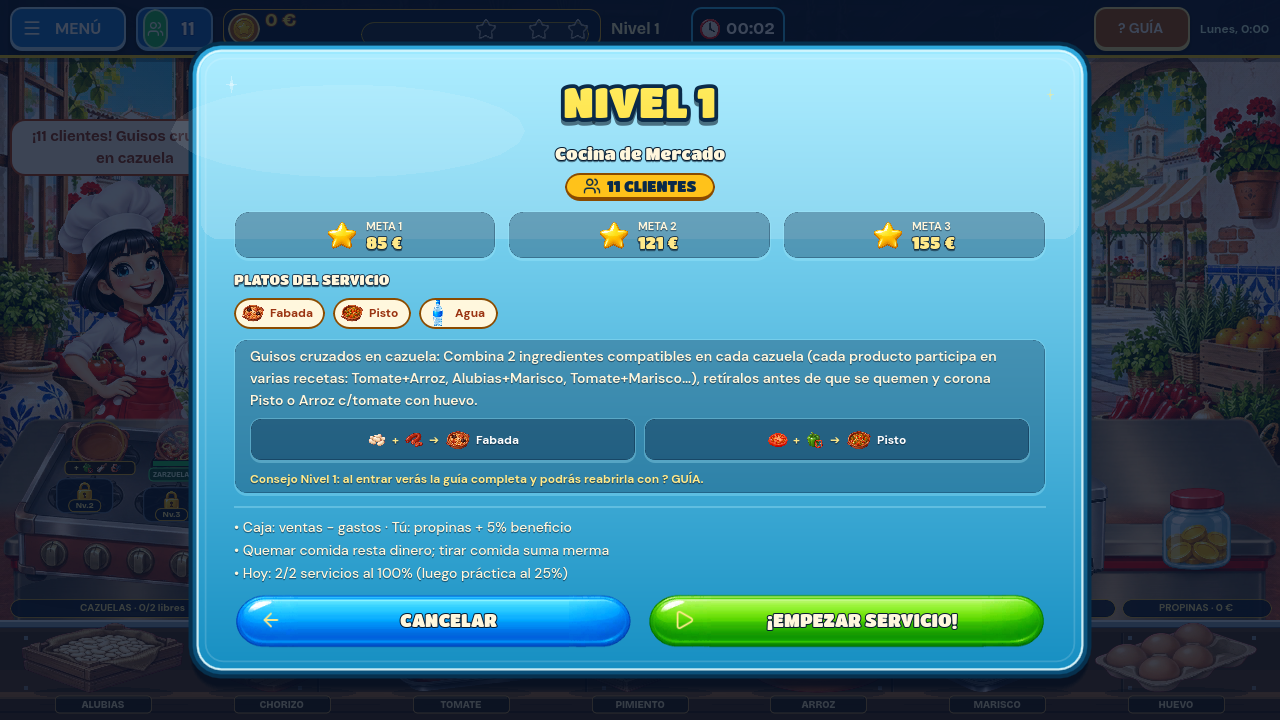 MENÚ
11
0 €
Nivel 1
00:02
? GUÍA
Lunes, 0:00
¡11 clientes! Guisos cru
en cazuela
NIVEL 1
Cocina de Mercado
11 CLIENTES
META 1
85 €
META 2
121 €
META 3
155 €
PLATOS DEL SERVICIO
Fabada
Pisto
Agua
Guisos cruzados en cazuela: Combina 2 ingredientes compatibles en cada cazuela (cada producto participa en
varias recetas: Tomate+Arroz, Alubias+Marisco, Tomate+Marisco...), retíralos antes de que se quemen y corona
Pisto o Arroz c/tomate con huevo.
+ → Fabada
+ → Pisto
Consejo Nivel 1: al entrar verás la guía completa y podrás reabrirla con ? GUÍA.
• Caja: ventas - gastos · Tú: propinas + 5% beneficio
• Quemar comida resta dinero; tirar comida suma merma
• Hoy: 2/2 servicios al 100% (luego práctica al 25%)
CANCELAR
¡EMPEZAR SERVICIO!
ZARZUELA
Nv.2
Nv.3
CAZUELAS · 0/2 libres
PROPINAS · 0 €
ALUBIAS
CHORIZO
TOMATE
PIMIENTO
ARROZ
MARISCO
HUEVO